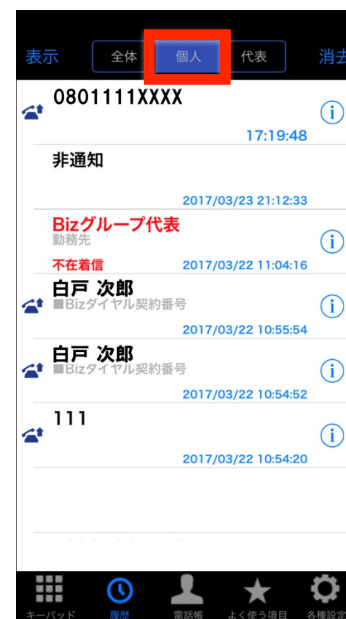 表示 全体 個人 代表 消去
0801111XXXX
17:19:48
非通知
2017/03/23 21:12:33
Bizグループ代表
勤務先
不在着信 2017/03/22 11:04:16
白戸 次郎
■Bizダイヤル契約番号
2017/03/22 10:55:54
白戸 次郎
■Bizダイヤル契約番号
2017/03/22 10:54:52
111
2017/03/22 10:54:20
キーパッド 履歴 電話帳 よく使う項目 各種設定